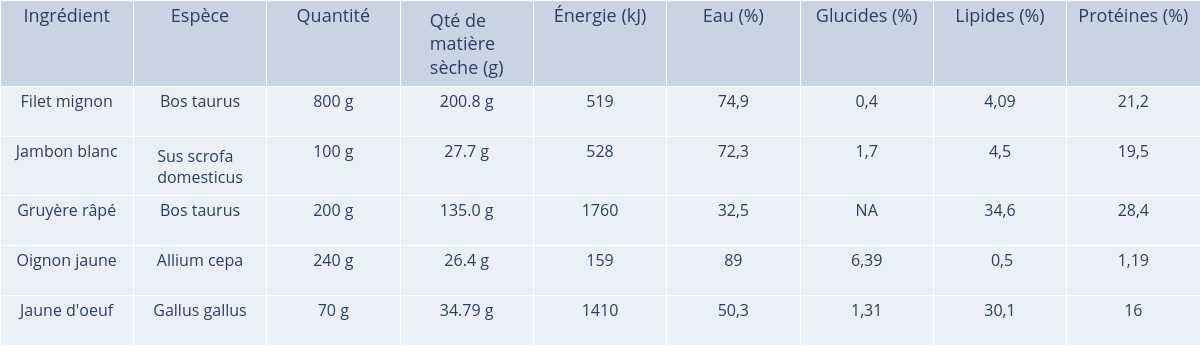 Ingrédient Espèce Quantité Qté de matière sèche (g) Énergie (kJ) Eau (%) Glucides (%) Lipides (%) Protéines (%)
Filet mignon Bos taurus 800 g 200.8 g 519 74,9 0,4 4,09 21,2
Jambon blanc Sus scrofa domesticus 100 g 27.7 g 528 72,3 1,7 4,5 19,5
Gruyère râpé Bos taurus 200 g 135.0 g 1760 32,5 NA 34,6 28,4
Oignon jaune Allium cepa 240 g 26.4 g 159 89 6,39 0,5 1,19
Jaune d'oeuf Gallus gallus 70 g 34.79 g 1410 50,3 1,31 30,1 16